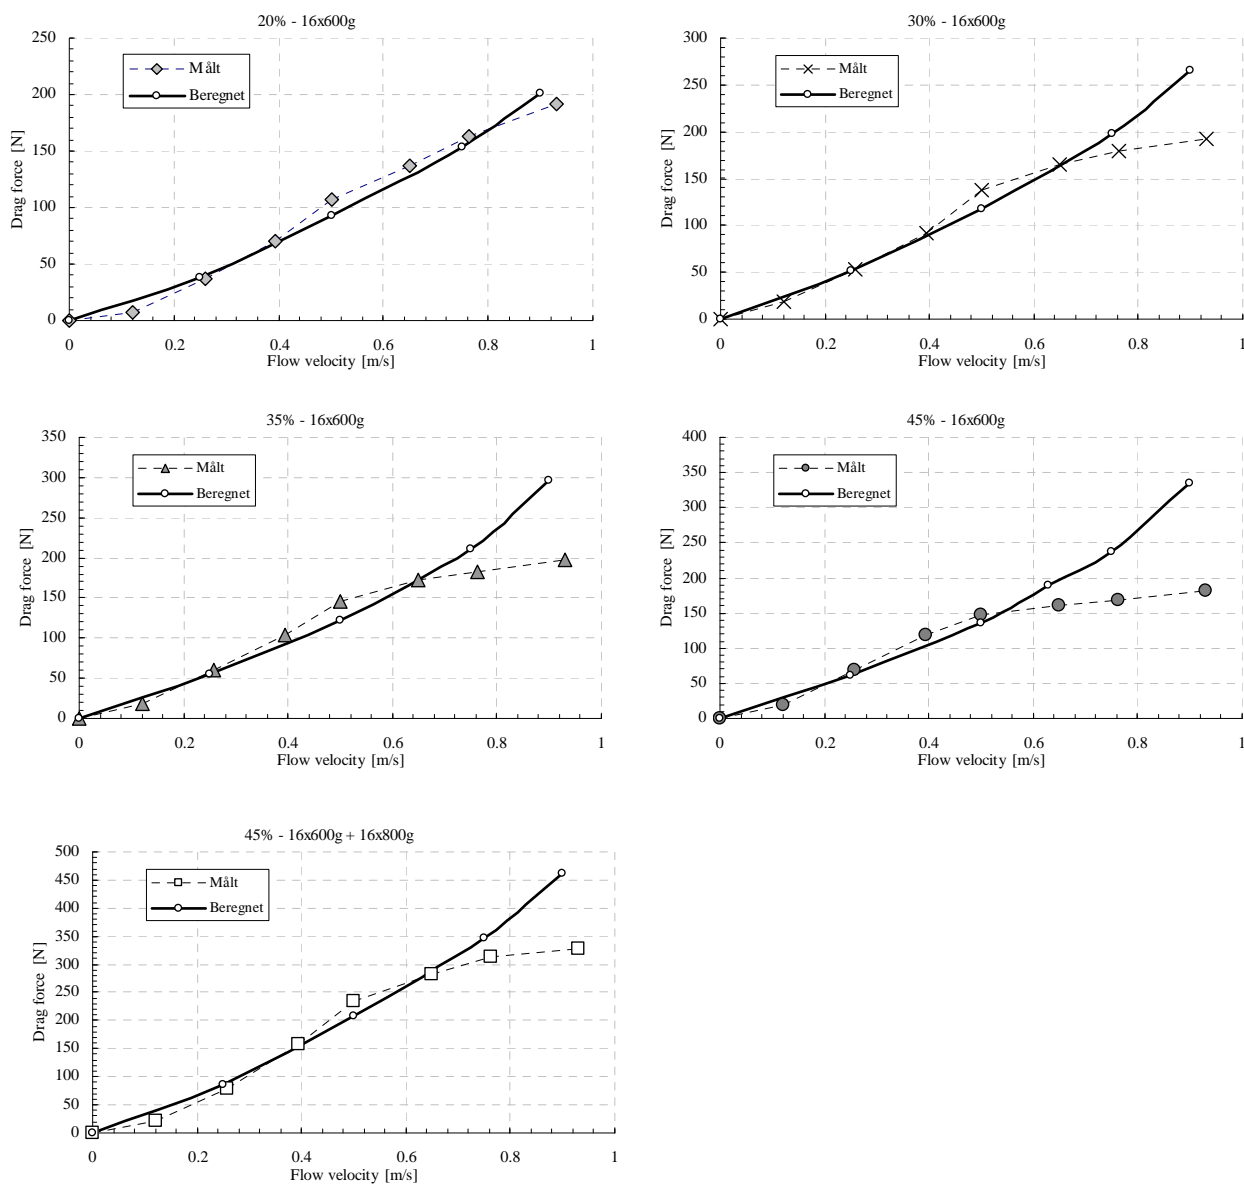 20% - 16x600g
250
200
150
100
50
0
Drag force [N]
Målt
Beregnet
0 0.2 0.4 0.6 0.8 1
Flow velocity [m/s]
30% - 16x600g
300
250
200
150
100
50
0
Drag force [N]
Målt
Beregnet
0 0.2 0.4 0.6 0.8 1
Flow velocity [m/s]
35% - 16x600g
350
300
250
200
150
100
50
0
Drag force [N]
Målt
Beregnet
0 0.2 0.4 0.6 0.8 1
Flow velocity [m/s]
45% - 16x600g
400
350
300
250
200
150
100
50
0
Drag force [N]
Målt
Beregnet
0 0.2 0.4 0.6 0.8 1
Flow velocity [m/s]
45% - 16x600g + 16x800g
500
450
400
350
300
250
200
150
100
50
0
Drag force [N]
Målt
Beregnet
0 0.2 0.4 0.6 0.8 1
Flow velocity [m/s]